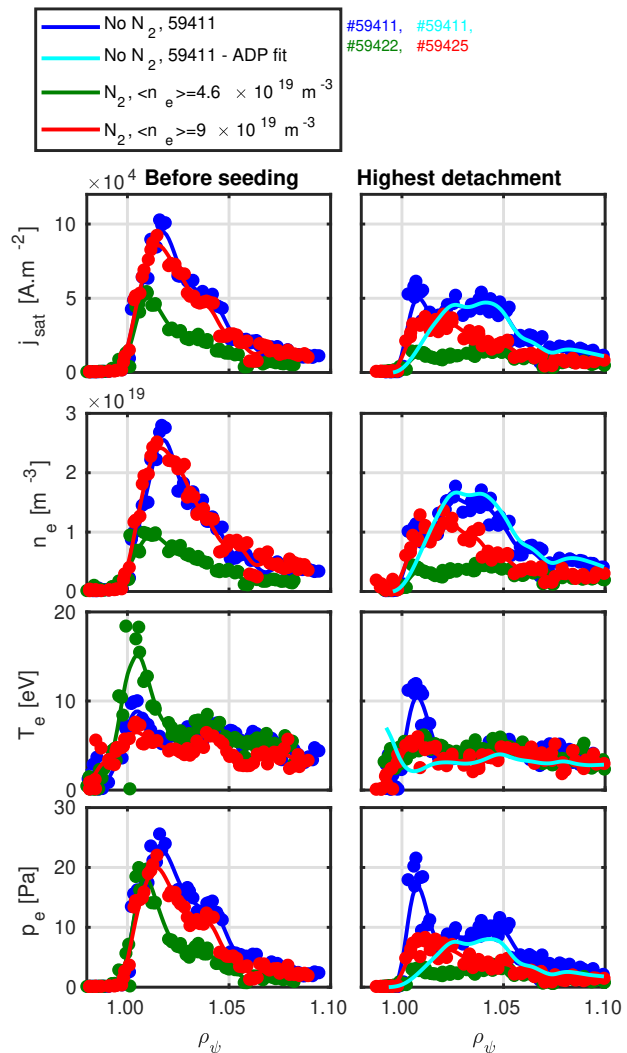 No N 2, 59411
No N 2, 59411 - ADP fit
N 2, <n e>=4.6 × 10 19 m -3
N 2, <n e>=9 × 10 19 m -3
#59411, #59411,
#59422, #59425
×10 4 Before seeding Highest detachment
10
5
0
j sat [A.m -2]
×10 19
3
2
1
0
n e [m -3]
20
10
0
T e [eV]
30
20
10
0
p e [Pa]
1.00 1.05 1.10 1.00 1.05 1.10
ρ ψ ρ ψ